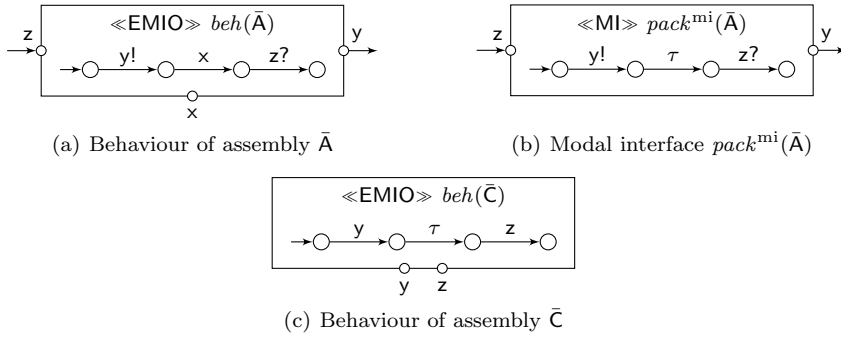 ≪EMIO≫ beh(Ā)
z y! x z? y
x
(a) Behaviour of assembly Ā
≪MI≫ pack^mi(Ā)
z y! τ z? y
(b) Modal interface pack^mi(Ā)
≪EMIO≫ beh(C̄)
y τ z
y z
(c) Behaviour of assembly C̄